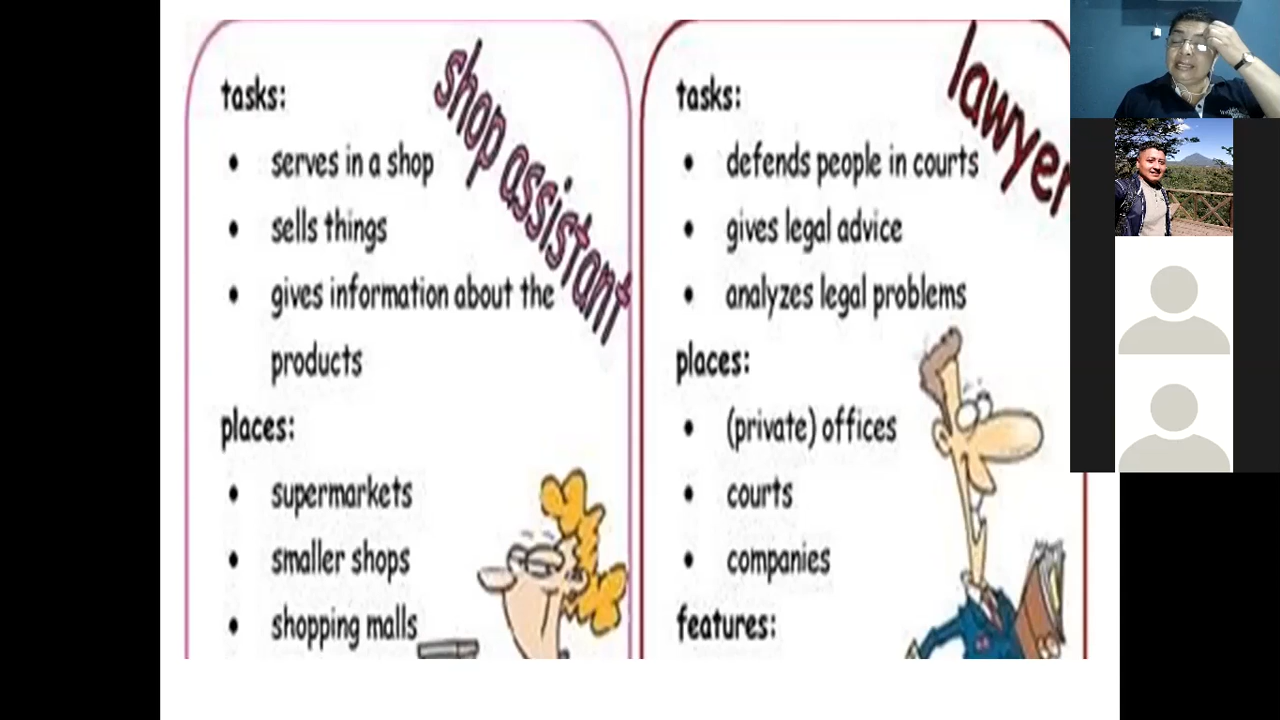 shop assistant
tasks:
• serves in a shop
• sells things
• gives information about the
products
places:
• supermarkets
• smaller shops
• shopping malls
lawyer
tasks:
• defends people in courts
• gives legal advice
• analyzes legal problems
places:
• (private) offices
• courts
• companies
features: